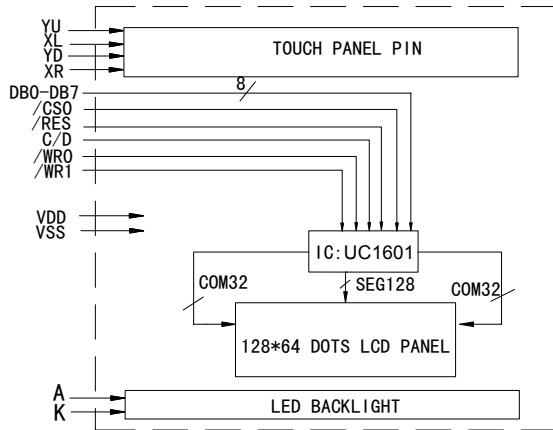 YU
XL
YD
XR
TOUCH PANEL PIN
DB0-DB7
8
/CS0
/RES
C/D
/WR0
/WR1
VDD
VSS
IC:UC1601
COM32
SEG128
COM32
128*64 DOTS LCD PANEL
A
K
LED BACKLIGHT